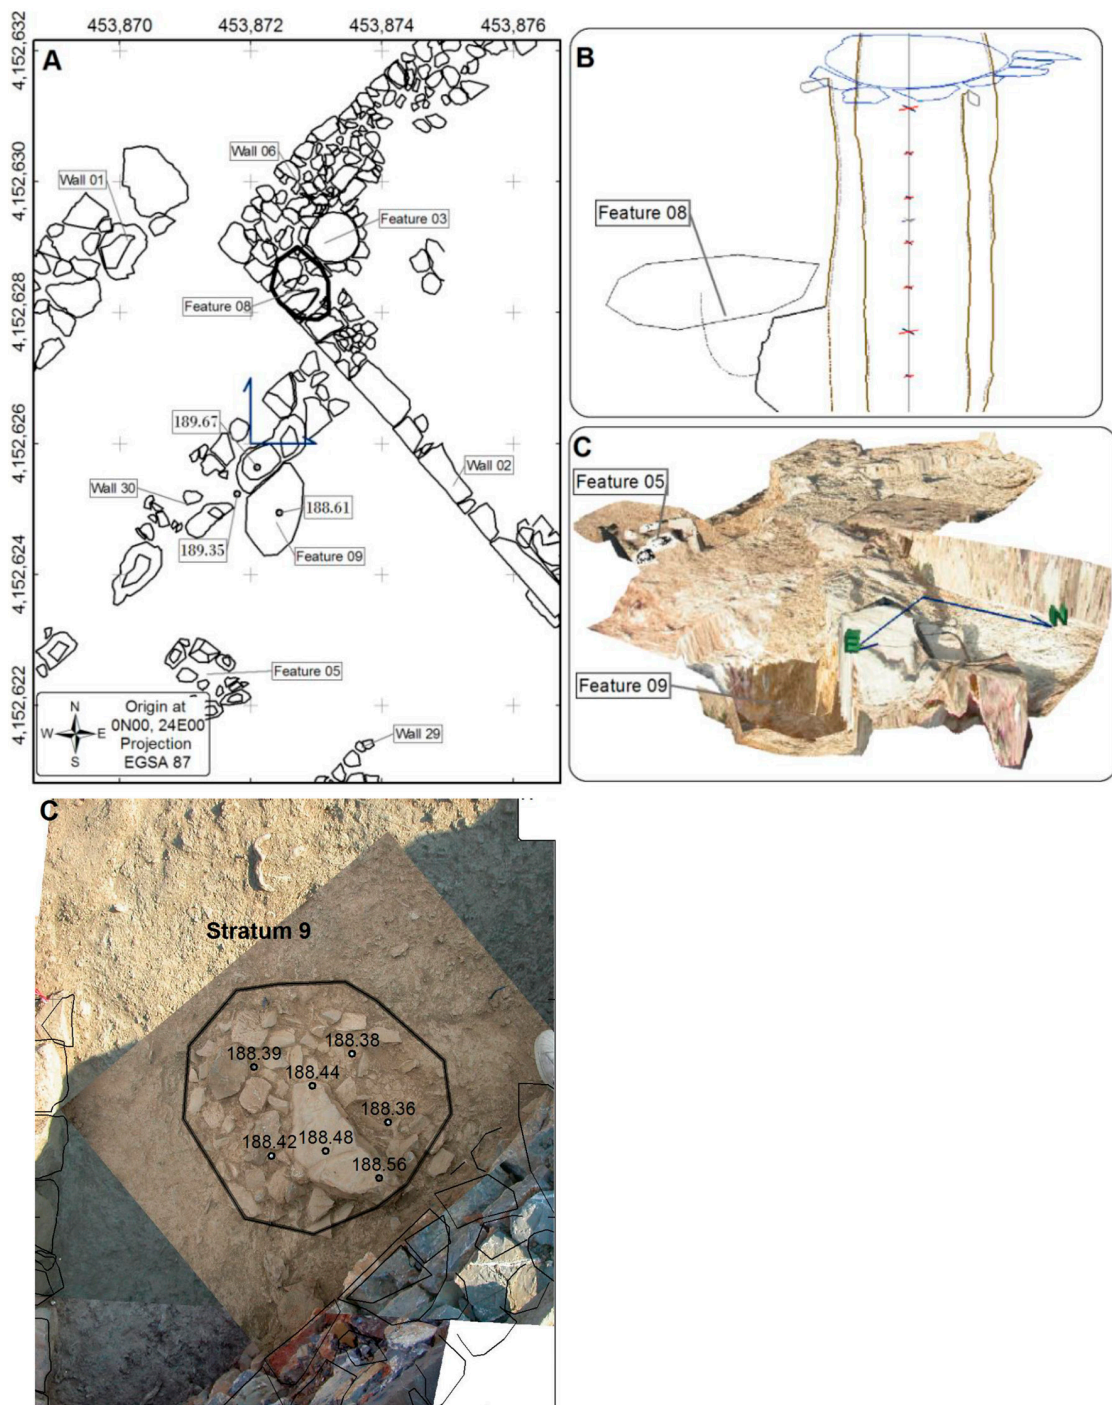 453,870 453,872 453,874 453,876
4,152,632
4,152,630
4,152,628
4,152,626
4,152,624
4,152,622
A
Wall 06
Wall 01
Feature 03
Feature 08
189.67
Wall 02
Wall 30
188.61
189.35
Feature 09
Feature 05
Wall 29
N
W E
S
Origin at
0N00, 24E00
Projection
EGSA 87
B
Feature 08
C
Feature 05
N
E
Feature 09
C
Stratum 9
188.38
188.39
188.44
188.36
188.42
188.48
188.56